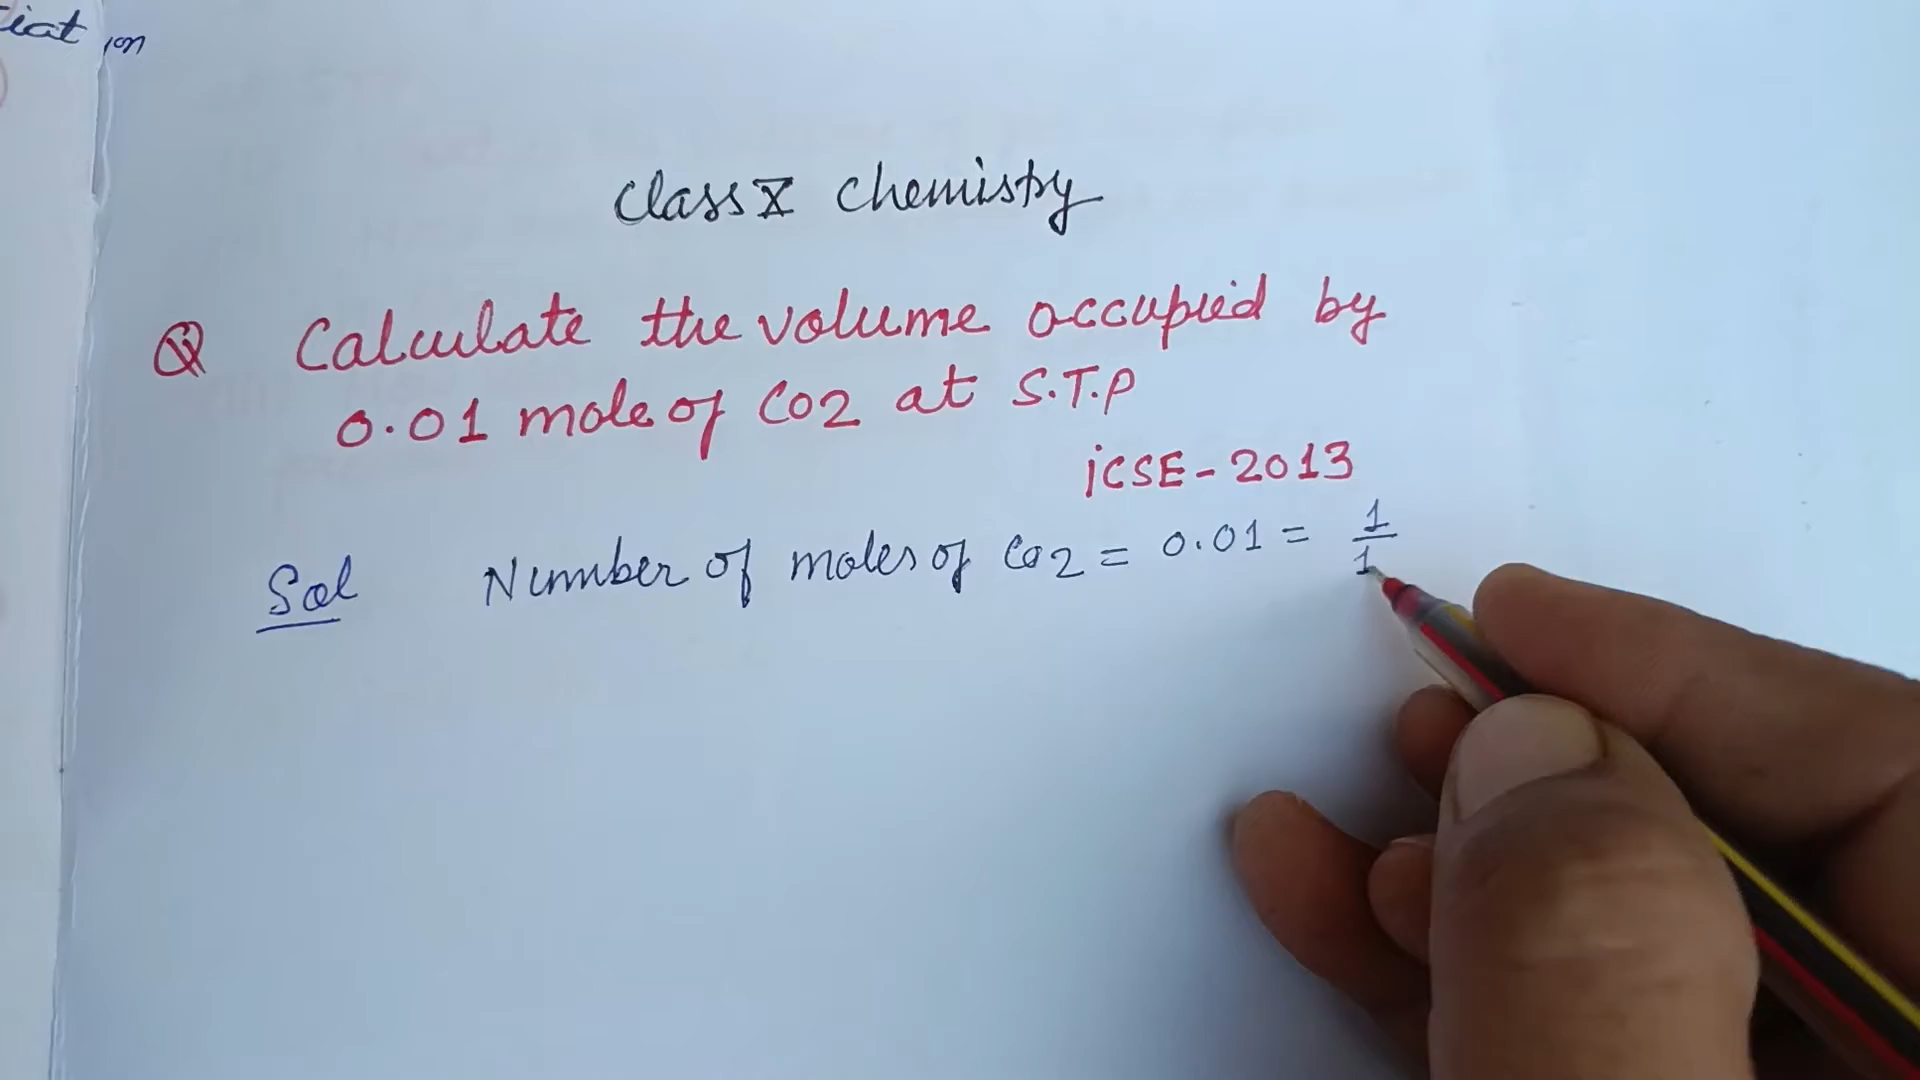 Class X Chemistry
Q Calculate the volume occupied by
0.01 mole of CO2 at S.T.P
iCSE-2013
Sol Number of moles of CO2 = 0.01 = 1/1